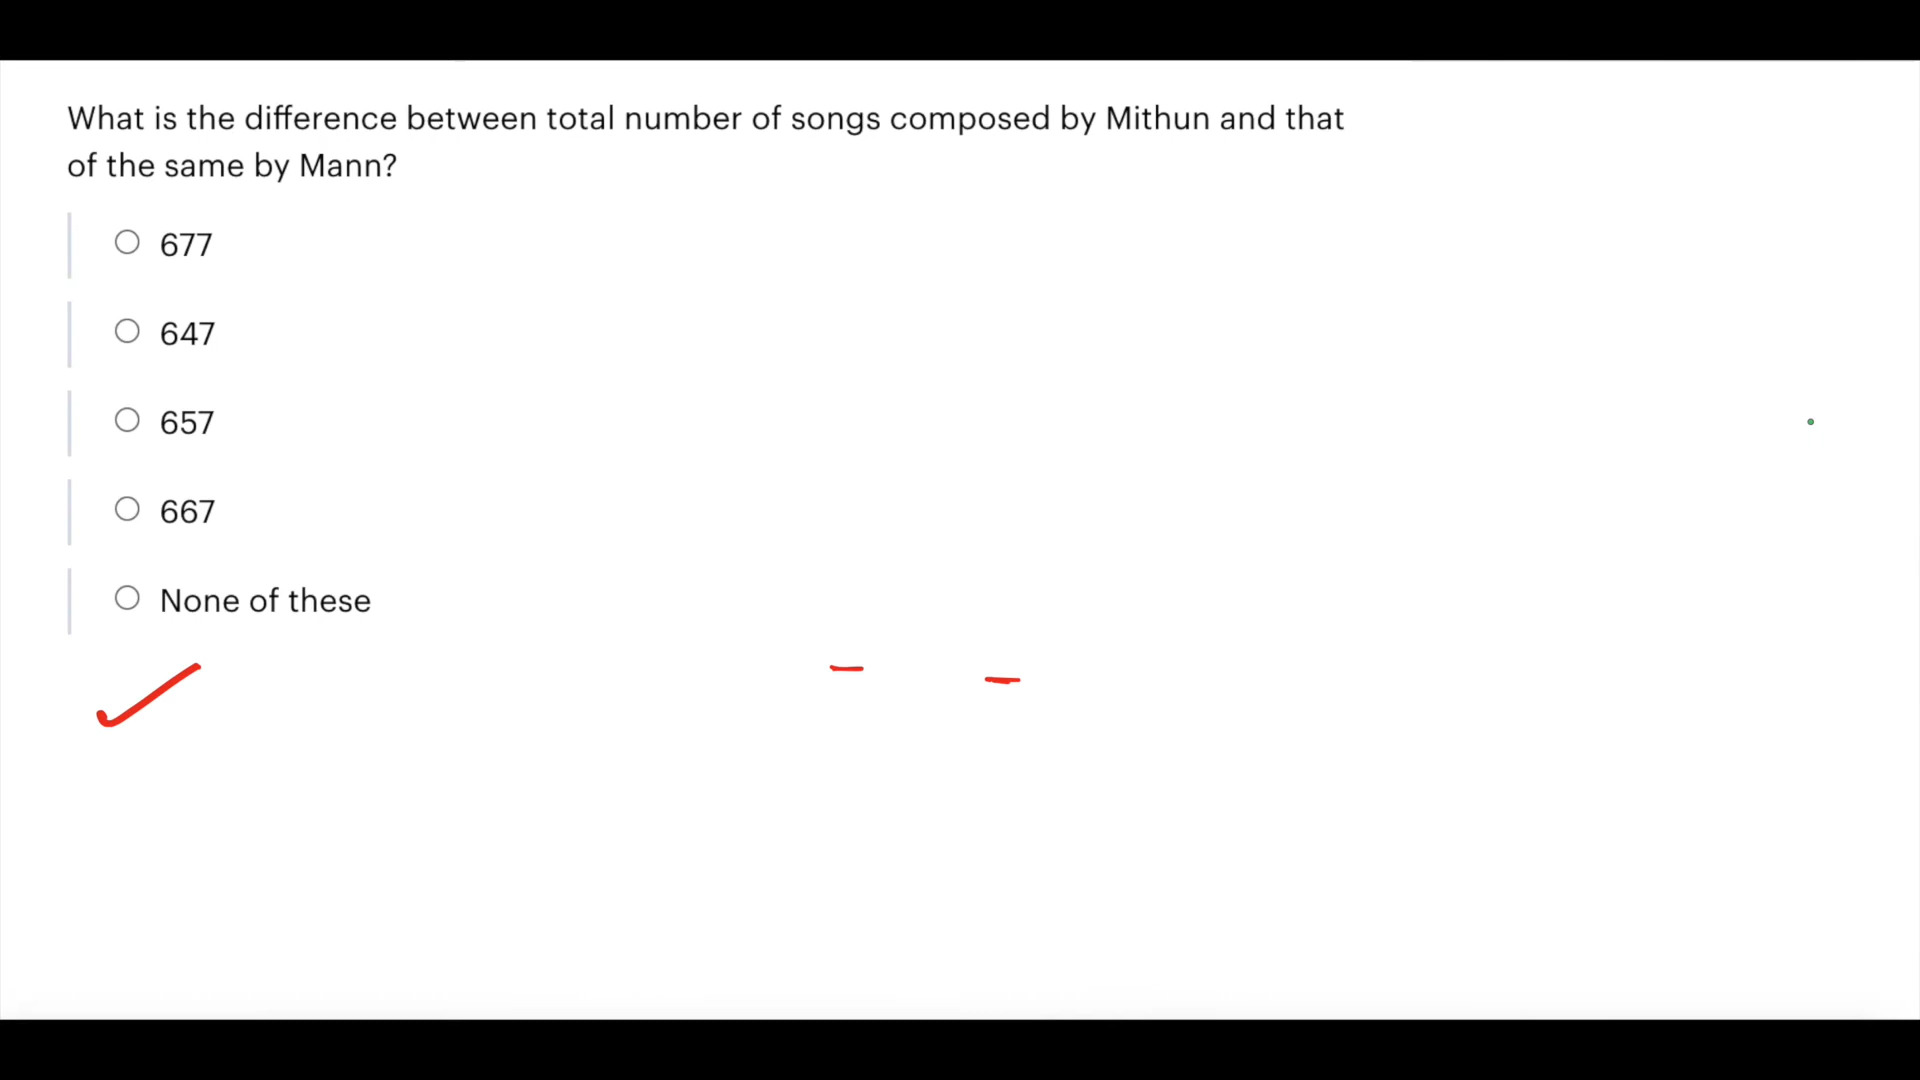 What is the difference between total number of songs composed by Mithun and that
of the same by Mann?
677
647
657
667
None of these